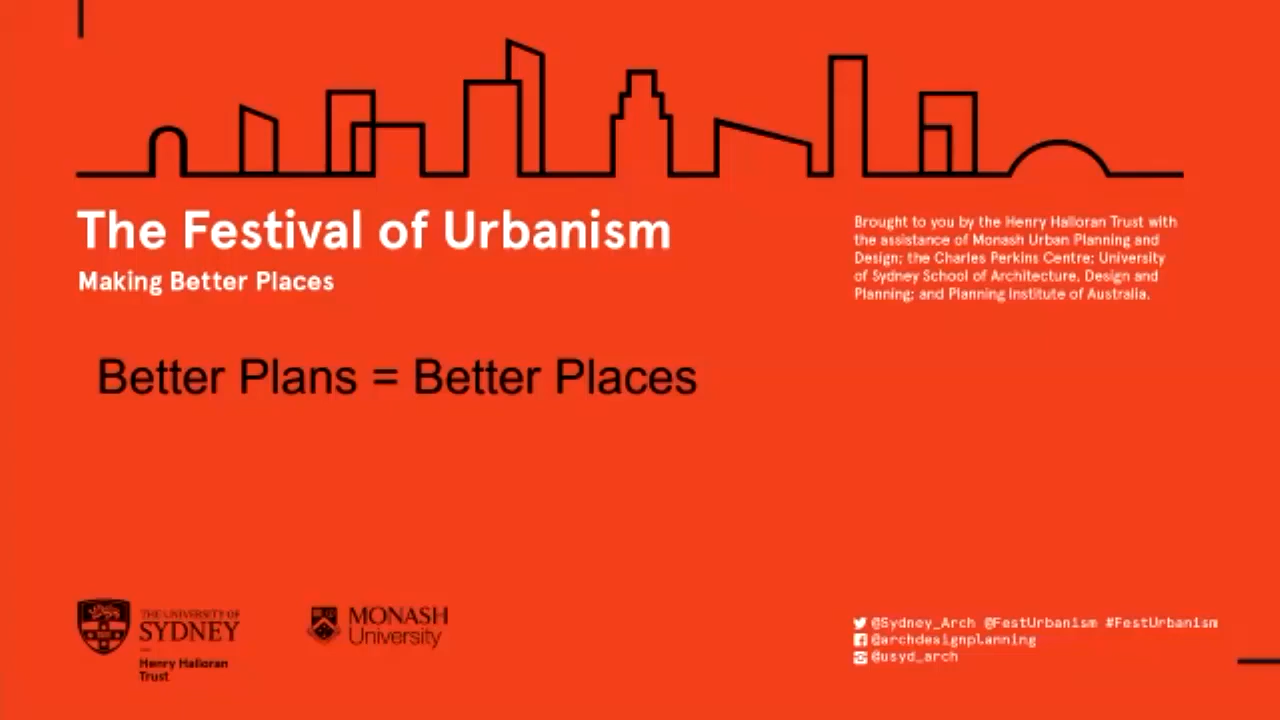 The Festival of Urbanism
Making Better Places
Brought to you by the Henry Halloran Trust with
the assistance of Monash Urban Planning and
Design; the Charles Perkins Centre; University
of Sydney School of Architecture, Design and
Planning; and Planning Institute of Australia.
Better Plans = Better Places
THE UNIVERSITY OF
SYDNEY
Henry Halloran
Trust
MONASH
University
@Sydney_Arch @FestUrbanism #FestUrbanism
@archdesignplanning
@usyd_arch